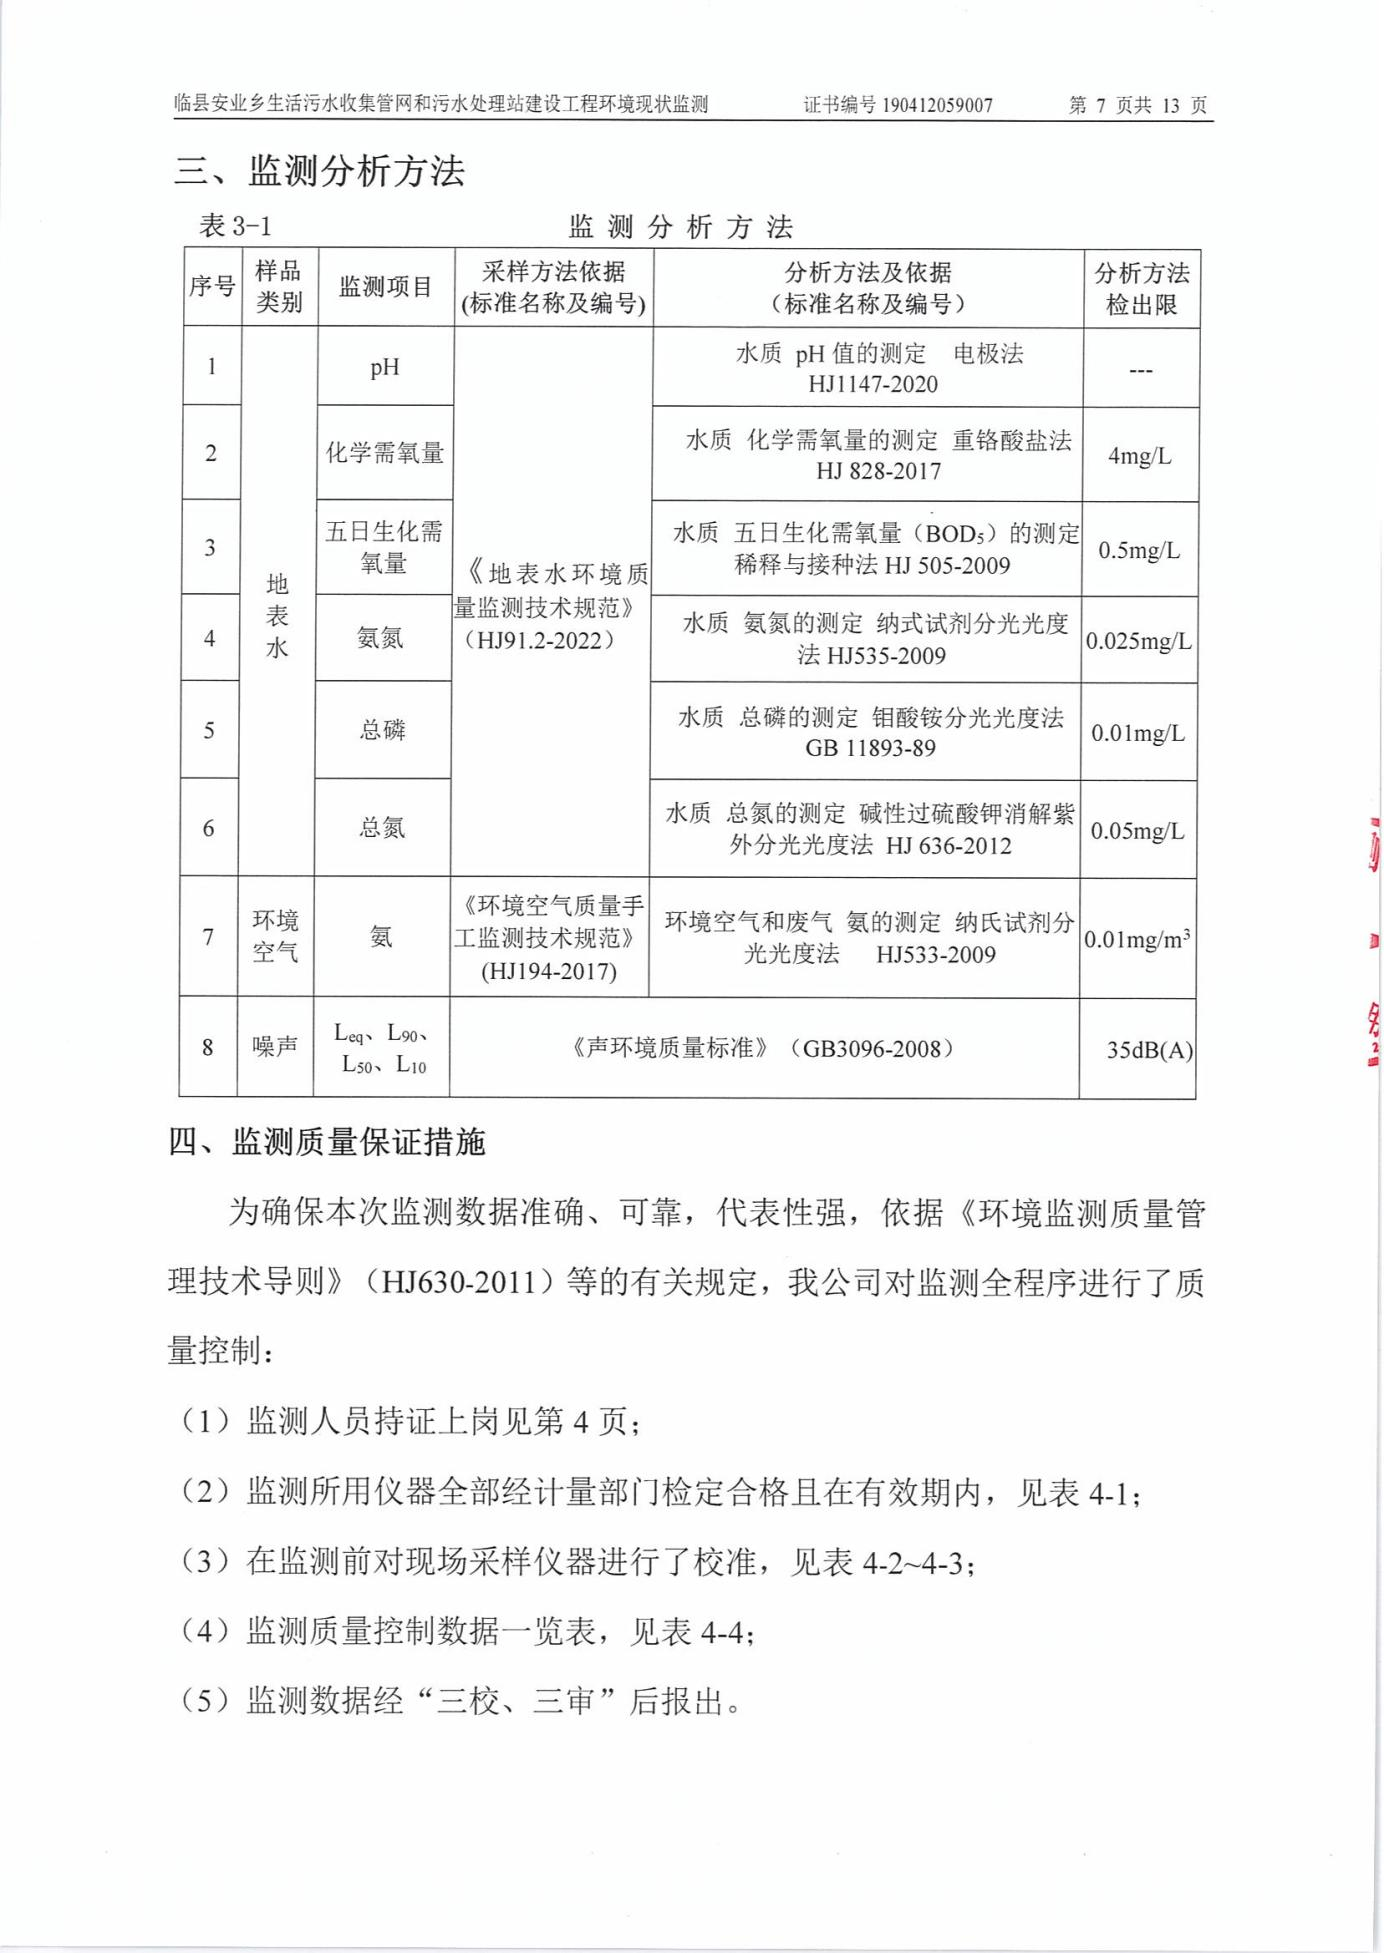 临县安业乡生活污水收集管网和污水处理站建设工程环境现状监测 证书编号 190412059007 第 7 页共 13 页
三、监测分析方法
表 3-1 监 测 分 析 方 法
序号 样品类别 监测项目 采样方法依据(标准名称及编号) 分析方法及依据（标准名称及编号） 分析方法检出限
1 地表水 pH 《地表水环境质量监测技术规范》（HJ91.2-2022） 水质 pH 值的测定 电极法 HJ1147-2020 ---
2 化学需氧量 水质 化学需氧量的测定 重铬酸盐法 HJ 828-2017 4mg/L
3 五日生化需氧量 水质 五日生化需氧量（BOD₅）的测定 稀释与接种法 HJ 505-2009 0.5mg/L
4 氨氮 水质 氨氮的测定 纳式试剂分光光度法 HJ535-2009 0.025mg/L
5 总磷 水质 总磷的测定 钼酸铵分光光度法 GB 11893-89 0.01mg/L
6 总氮 水质 总氮的测定 碱性过硫酸钾消解紫外分光光度法 HJ 636-2012 0.05mg/L
7 环境空气 氨 《环境空气质量手工监测技术规范》(HJ194-2017) 环境空气和废气 氨的测定 纳氏试剂分光光度法 HJ533-2009 0.01mg/m³
8 噪声 Leq、L90、L50、L10 《声环境质量标准》（GB3096-2008） 35dB(A)
四、监测质量保证措施
为确保本次监测数据准确、可靠，代表性强，依据《环境监测质量管
理技术导则》（HJ630-2011）等的有关规定，我公司对监测全程序进行了质
量控制：
（1）监测人员持证上岗见第 4 页；
（2）监测所用仪器全部经计量部门检定合格且在有效期内，见表 4-1；
（3）在监测前对现场采样仪器进行了校准，见表 4-2~4-3；
（4）监测质量控制数据一览表，见表 4-4；
（5）监测数据经“三校、三审”后报出。